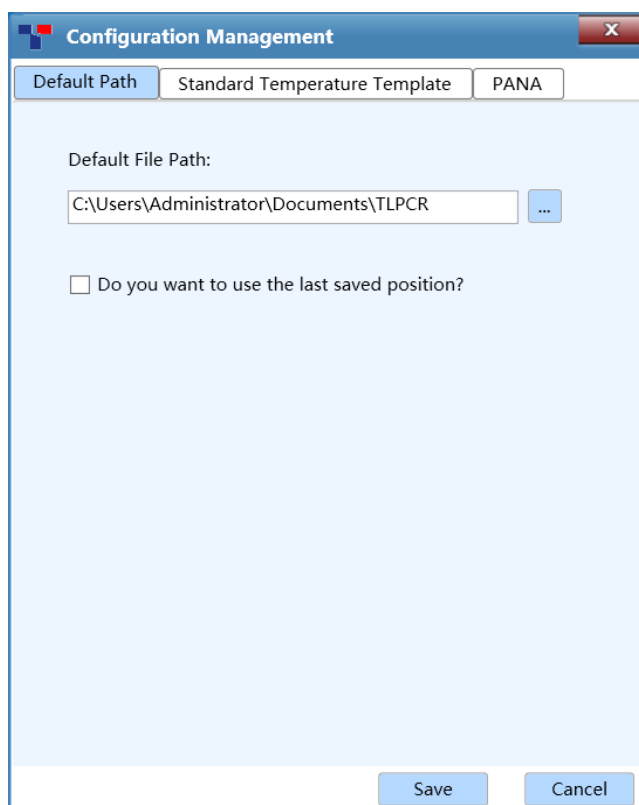 Configuration Management
x
Default Path Standard Temperature Template PANA
Default File Path:
C:\Users\Administrator\Documents\TLPCR ...
Do you want to use the last saved position?
Save Cancel